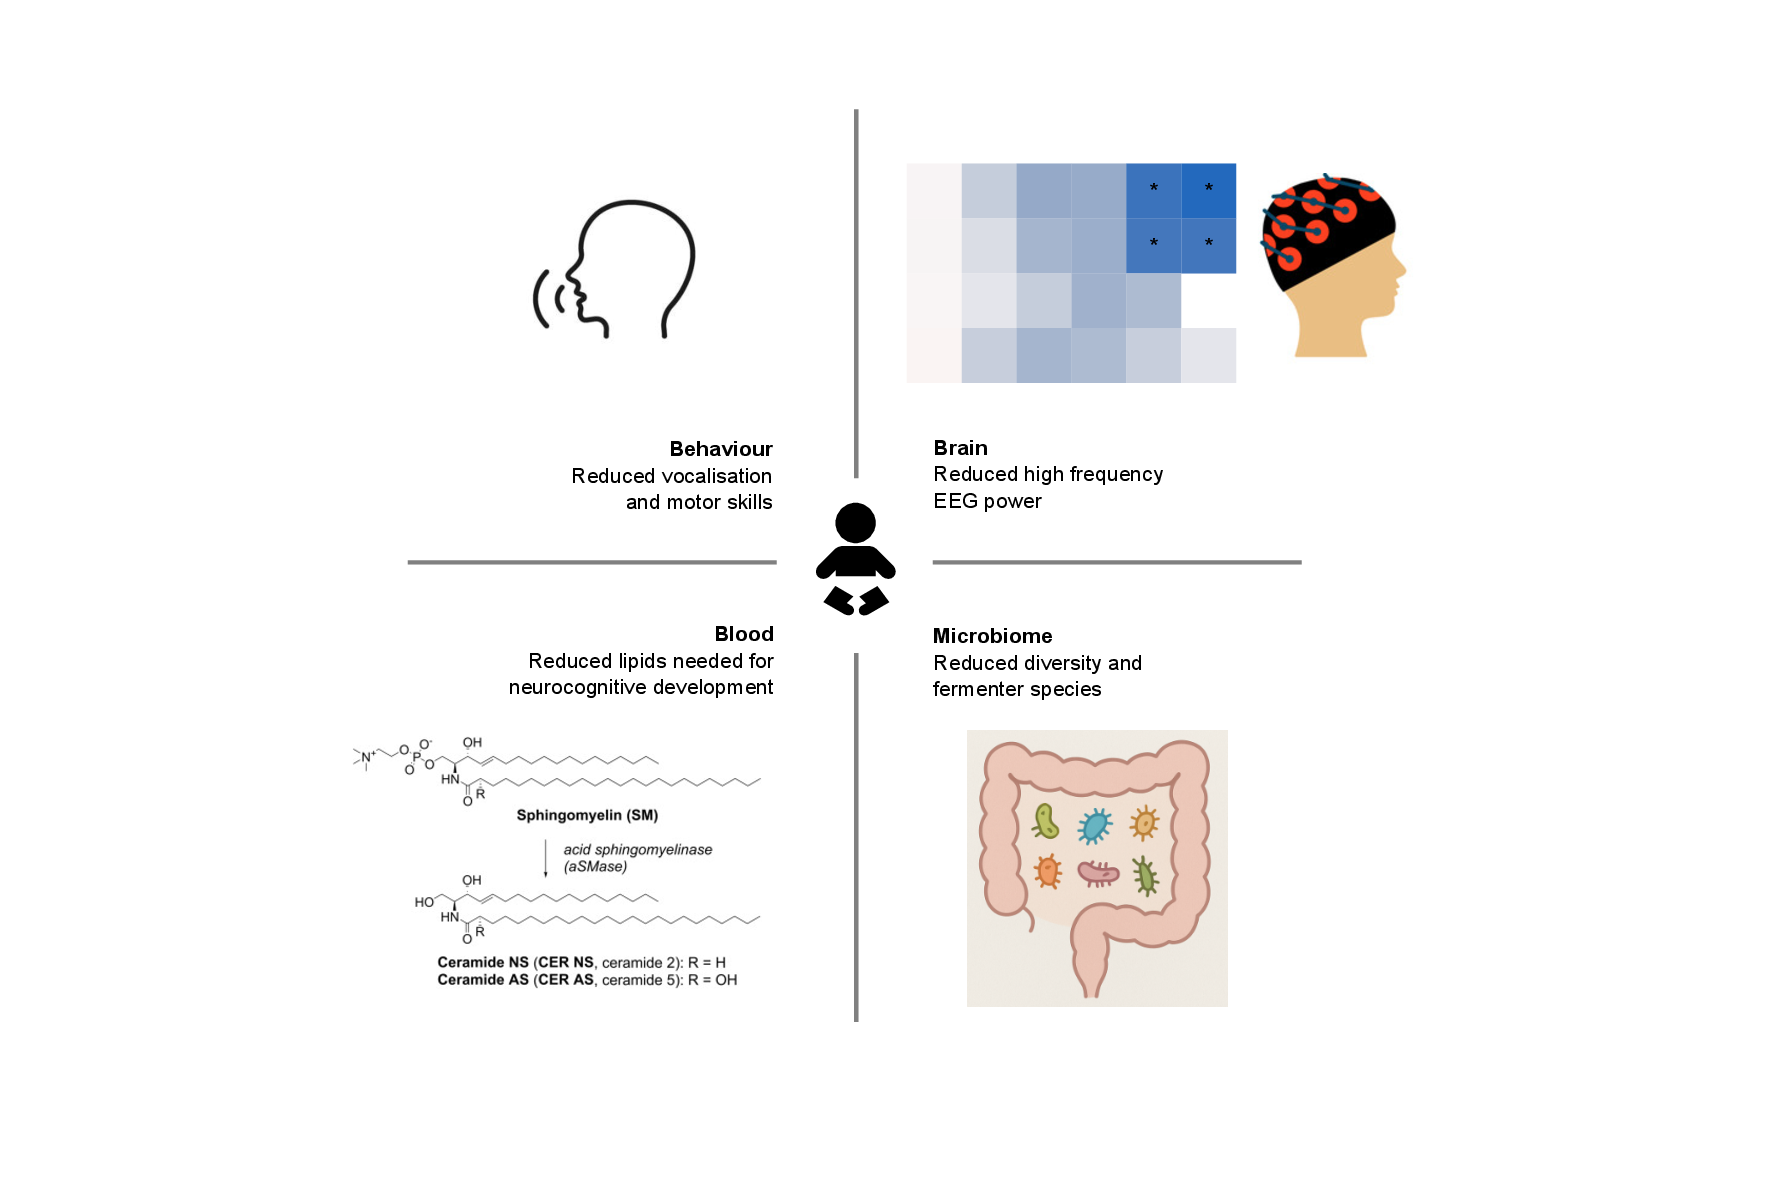 * *
* *
Behaviour
Reduced vocalisation
and motor skills
Brain
Reduced high frequency
EEG power
Blood
Reduced lipids needed for
neurocognitive development
Microbiome
Reduced diversity and
fermenter species
N+
O
P
O-
O
O
OH
HN
O
R
Sphingomyelin (SM)
acid sphingomyelinase
(aSMase)
HO
OH
HN
O
R
Ceramide NS (CER NS, ceramide 2): R = H
Ceramide AS (CER AS, ceramide 5): R = OH